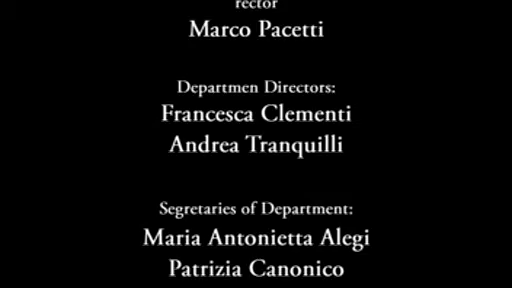 rector
Marco Pacetti
Departmen Directors:
Francesca Clementi
Andrea Tranquilli
Segretaries of Department:
Maria Antonietta Alegi
Patrizia Canonico